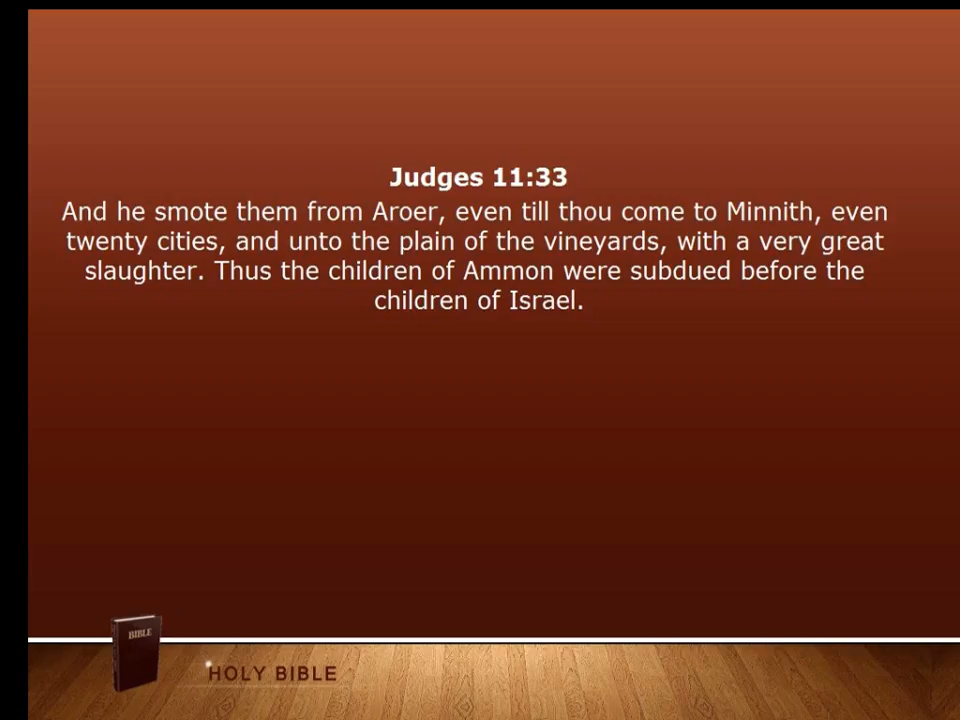 Judges 11:33
And he smote them from Aroer, even till thou come to Minnith, even
twenty cities, and unto the plain of the vineyards, with a very great
slaughter. Thus the children of Ammon were subdued before the
children of Israel.
BIBLE
HOLY BIBLE